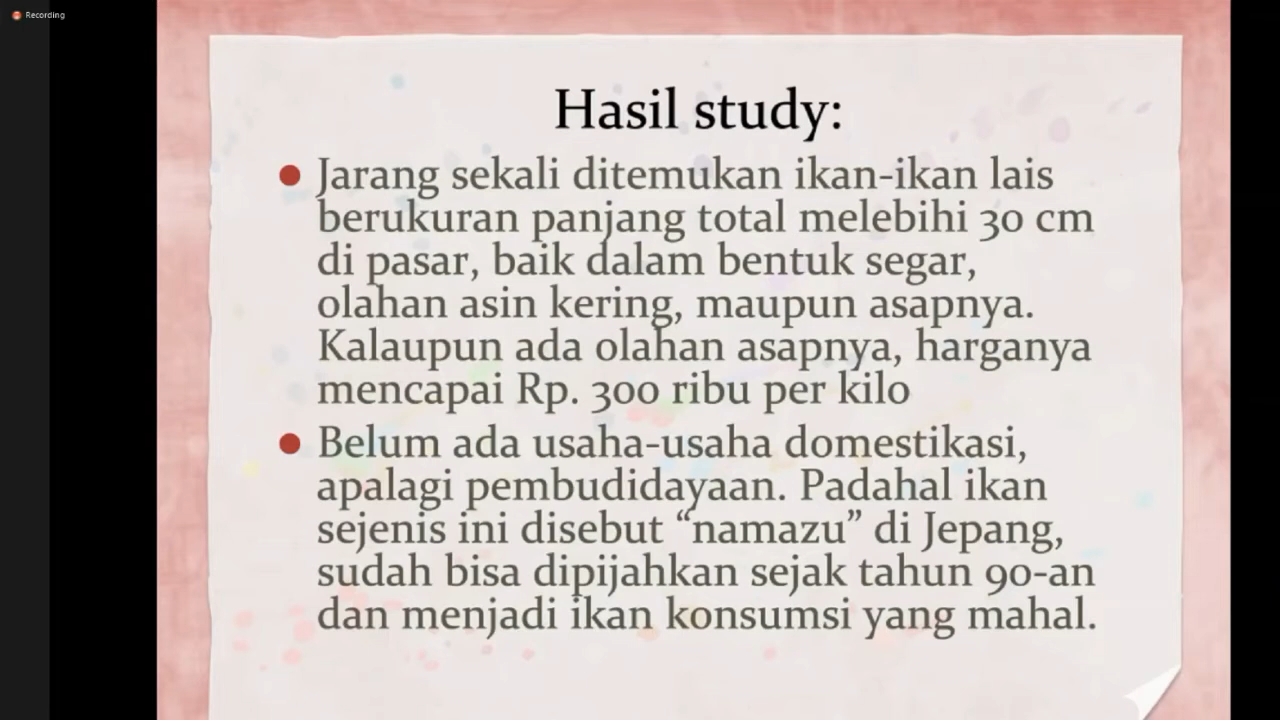 Recording
Hasil study:
Jarang sekali ditemukan ikan-ikan lais
berukuran panjang total melebihi 30 cm
di pasar, baik dalam bentuk segar,
olahan asin kering, maupun asapnya.
Kalaupun ada olahan asapnya, harganya
mencapai Rp. 300 ribu per kilo
Belum ada usaha-usaha domestikasi,
apalagi pembudidayaan. Padahal ikan
sejenis ini disebut “namazu” di Jepang,
sudah bisa dipijahkan sejak tahun 90-an
dan menjadi ikan konsumsi yang mahal.